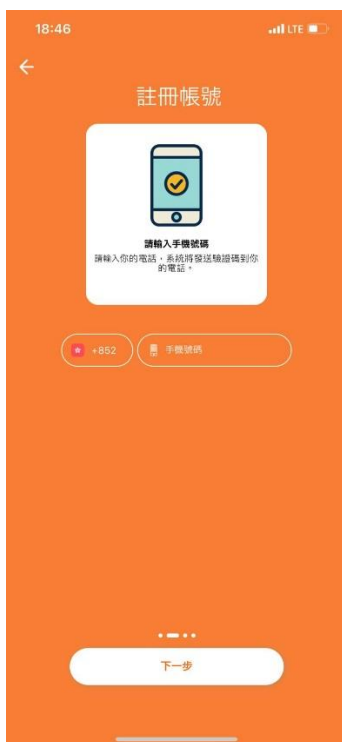 18:46
LTE
註冊帳號
請輸入手機號碼
請輸入你的電話，系統將發送驗證碼到你
的電話。
+852
手機號碼
下一步